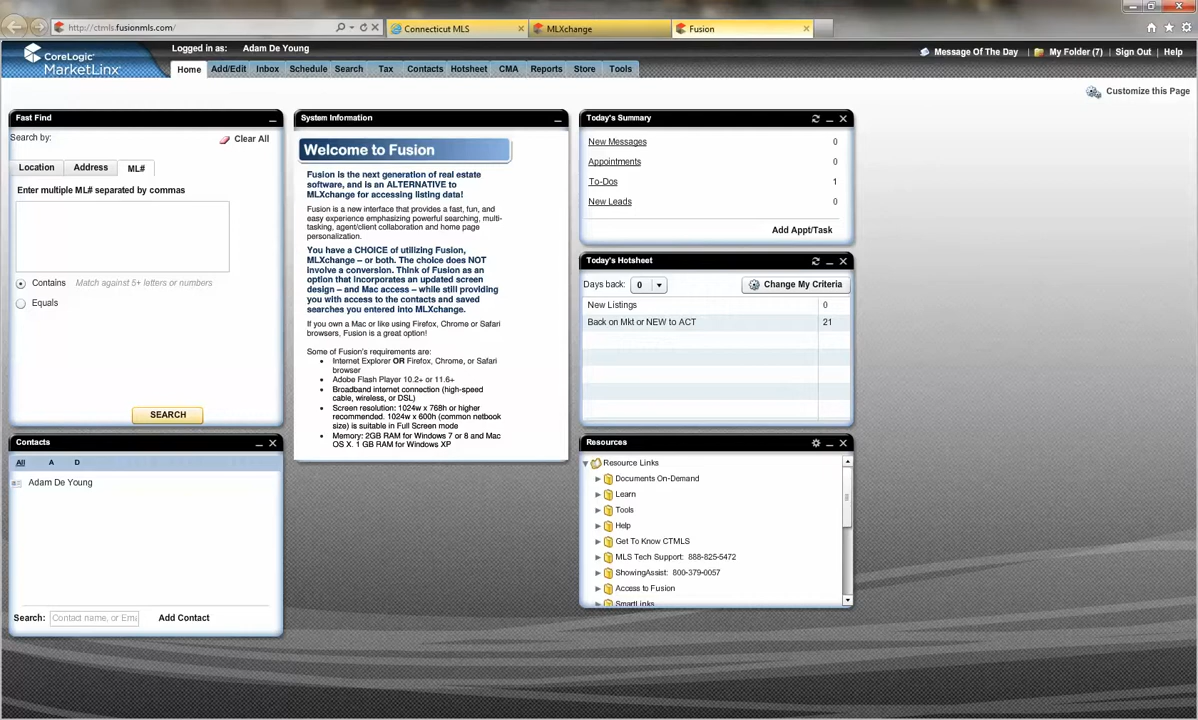 http://ctmls.fusionmls.com/
Connecticut MLS
MLXchange
Fusion
CoreLogic
MarketLinx
Logged in as: Adam De Young
Message Of The Day | My Folder (7) | Sign Out | Help
Home Add/Edit Inbox Schedule Search Tax Contacts Hotsheet CMA Reports Store Tools
Customize this Page
Fast Find
Search by:
Clear All
Location Address ML#
Enter multiple ML# separated by commas
Contains Match against 5+ letters or numbers
Equals
SEARCH
Contacts
All A D
Adam De Young
Search: Contact name, or Ema
Add Contact
System Information
Welcome to Fusion
Fusion is the next generation of real estate
software, and is an ALTERNATIVE to
MLXchange for accessing listing data!
Fusion is a new interface that provides a fast, fun, and
easy experience emphasizing powerful searching, multi-
tasking, agent/client collaboration and home page
personalization.
You have a CHOICE of utilizing Fusion,
MLXchange – or both. The choice does NOT
involve a conversion. Think of Fusion as an
option that incorporates an updated screen
design – and Mac access – while still providing
you with access to the contacts and saved
searches you entered into MLXchange.
If you own a Mac or like using Firefox, Chrome or Safari
browsers, Fusion is a great option!
Some of Fusion's requirements are:
• Internet Explorer OR Firefox, Chrome, or Safari
browser
• Adobe Flash Player 10.2+ or 11.6+
• Broadband internet connection (high-speed
cable, wireless, or DSL)
• Screen resolution: 1024w x 768h or higher
recommended. 1024w x 600h (common netbook
size) is suitable in Full Screen mode
• Memory: 2GB RAM for Windows 7 or 8 and Mac
OS X. 1 GB RAM for Windows XP
Today's Summary
New Messages 0
Appointments 0
To-Dos 1
New Leads 0
Add Appt/Task
Today's Hotsheet
Days back: 0
Change My Criteria
New Listings 0
Back on Mkt or NEW to ACT 21
Resources
Resource Links
Documents On-Demand
Learn
Tools
Help
Get To Know CTMLS
MLS Tech Support: 888-825-5472
ShowingAssist: 800-379-0057
Access to Fusion
SmartLinks